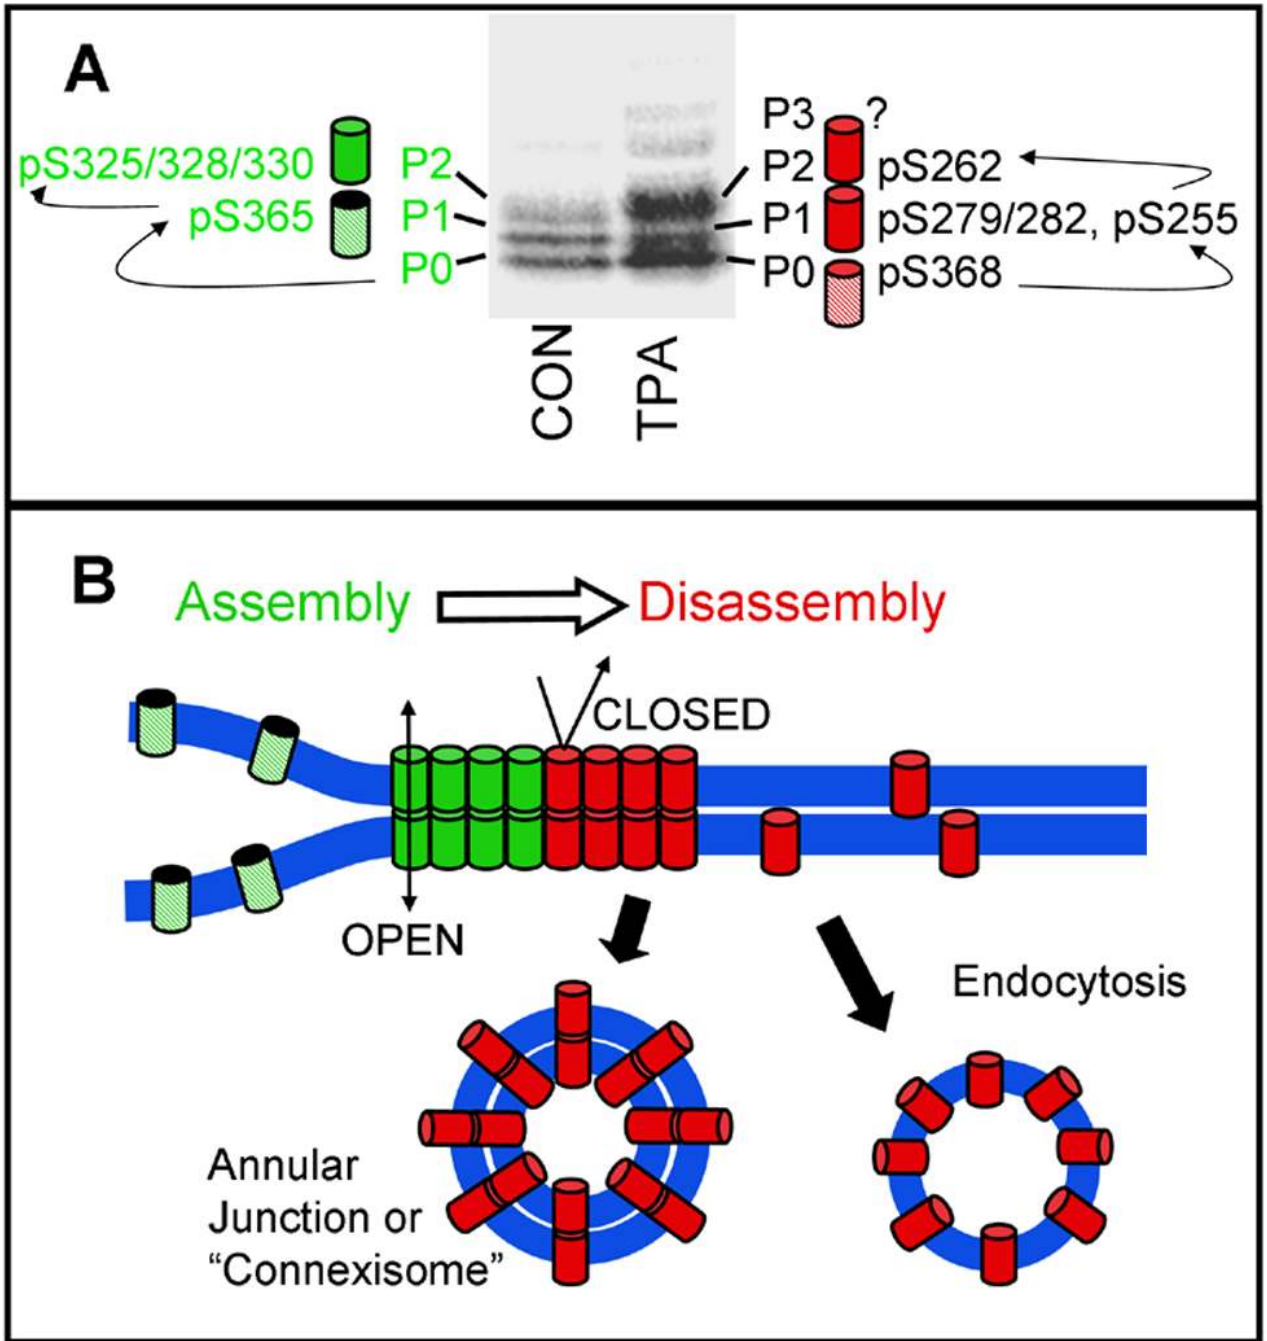 A
pS325/328/330
pS365
P2
P1
P0
P3 ?
P2 pS262
P1 pS279/282, pS255
P0 pS368
CON
TPA
B
Assembly
Disassembly
CLOSED
OPEN
Endocytosis
Annular
Junction or
“Connexisome”